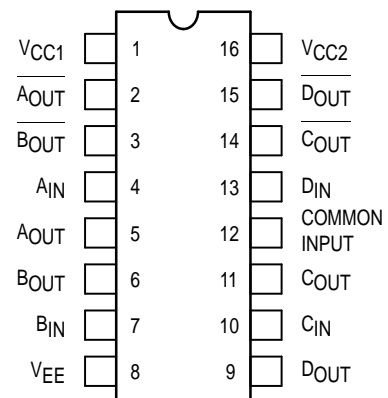 VCC1 1 16 VCC2
AOUT 2 15 DOUT
BOUT 3 14 COUT
AIN 4 13 DIN
AOUT 5 12 COMMON INPUT
BOUT 6 11 COUT
BIN 7 10 CIN
VEE 8 9 DOUT